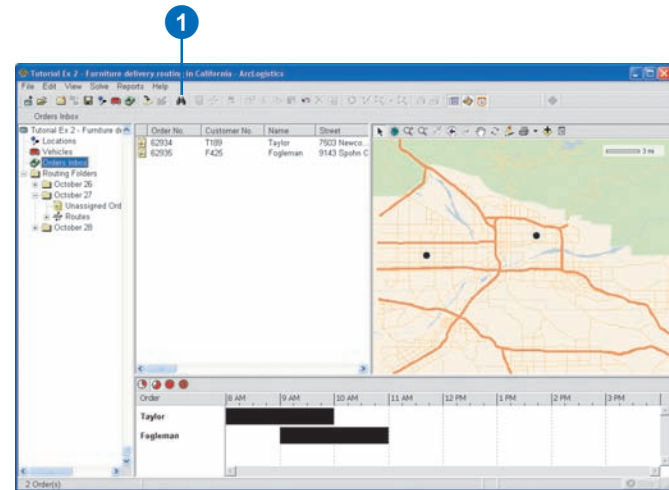 1
Tutorial Ex 2 - Furniture delivery routing in California - ArcLogistics
File Edit View Solve Reports Help
Orders Inbox
Tutorial Ex 2 - Furniture de
Locations
Vehicles
Orders Inbox
Routing Folders
October 26
October 27
Unassigned Ord
Routes
October 28
Order No. Customer No. Name Street
62934 T189 Taylor 7503 Newco...
62935 F425 Fogleman 9143 Spohn C
3 mi
Order 8 AM 9 AM 10 AM 11 AM 12 PM 1 PM 2 PM 3 PM
Taylor
Fogleman
2 Order(s)